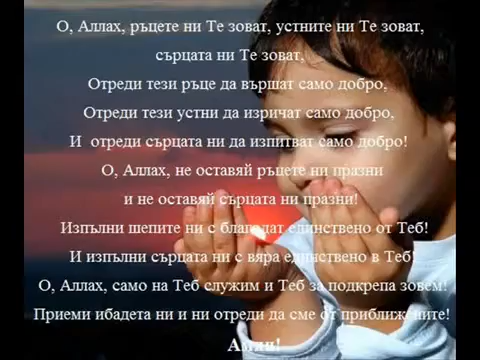 О, Аллах, ръцете ни Те зоват, устните ни Те зоват,
сърцата ни Те зоват,
Отреди тези ръце да вършат само добро,
Отреди тези устни да изричат само добро,
И отреди сърцата ни да изпитват само добро!
О, Аллах, не оставяй ръцете ни празни
и не оставяй сърцата ни празни!
Изпълни шепите ни с благодат единствено от Теб!
И изпълни сърцата ни с вяра единствено в Теб!
О, Аллах, само на Теб служим и Теб за подкрепа зовем!
Приеми ибадета ни и ни отреди да сме от приближените!
Амин!